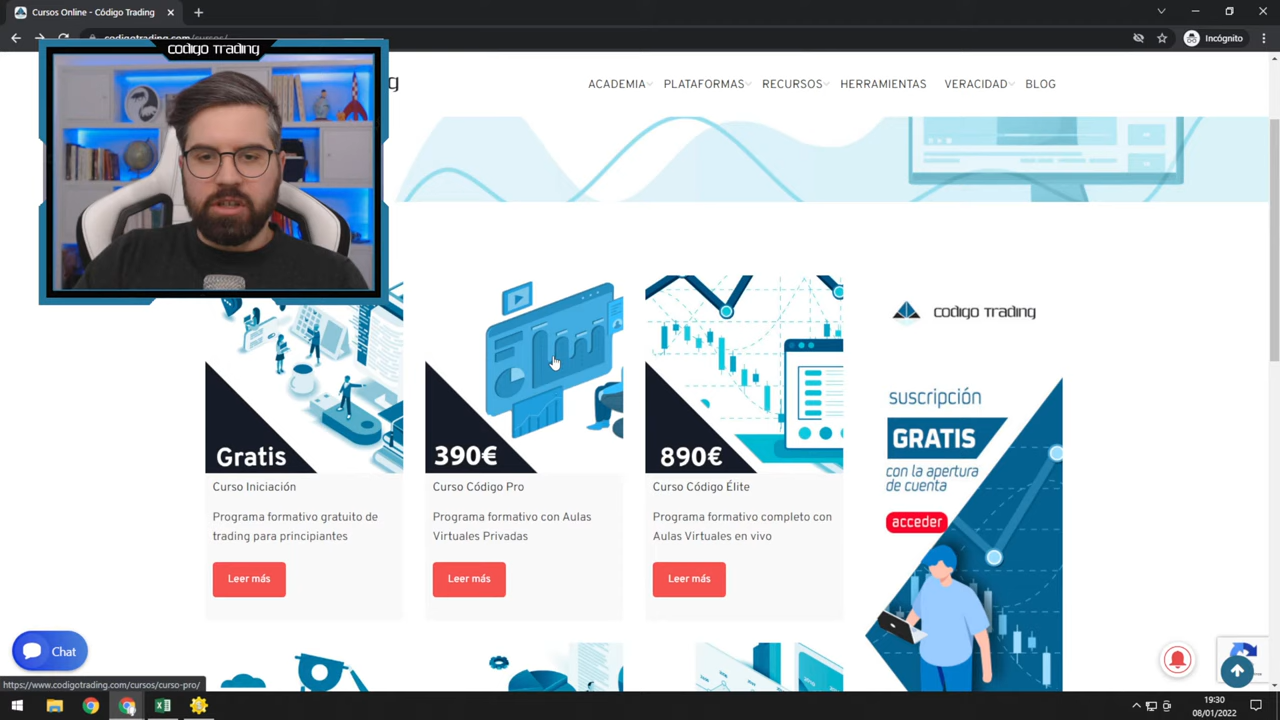 Cursos Online - Código Trading
codigotrading.com/cursos/
Incógnito
codigo trading
g
ACADEMIA PLATAFORMAS RECURSOS HERRAMIENTAS VERACIDAD BLOG
codigo trading
suscripción
GRATIS
con la apertura
de cuenta
acceder
Gratis
390€
890€
Curso Iniciación
Curso Código Pro
Curso Código Élite
Programa formativo gratuito de
trading para principiantes
Programa formativo con Aulas
Virtuales Privadas
Programa formativo completo con
Aulas Virtuales en vivo
Leer más
Leer más
Leer más
Chat
https://www.codigotrading.com/cursos/curso-pro/
19:30
08/01/2022